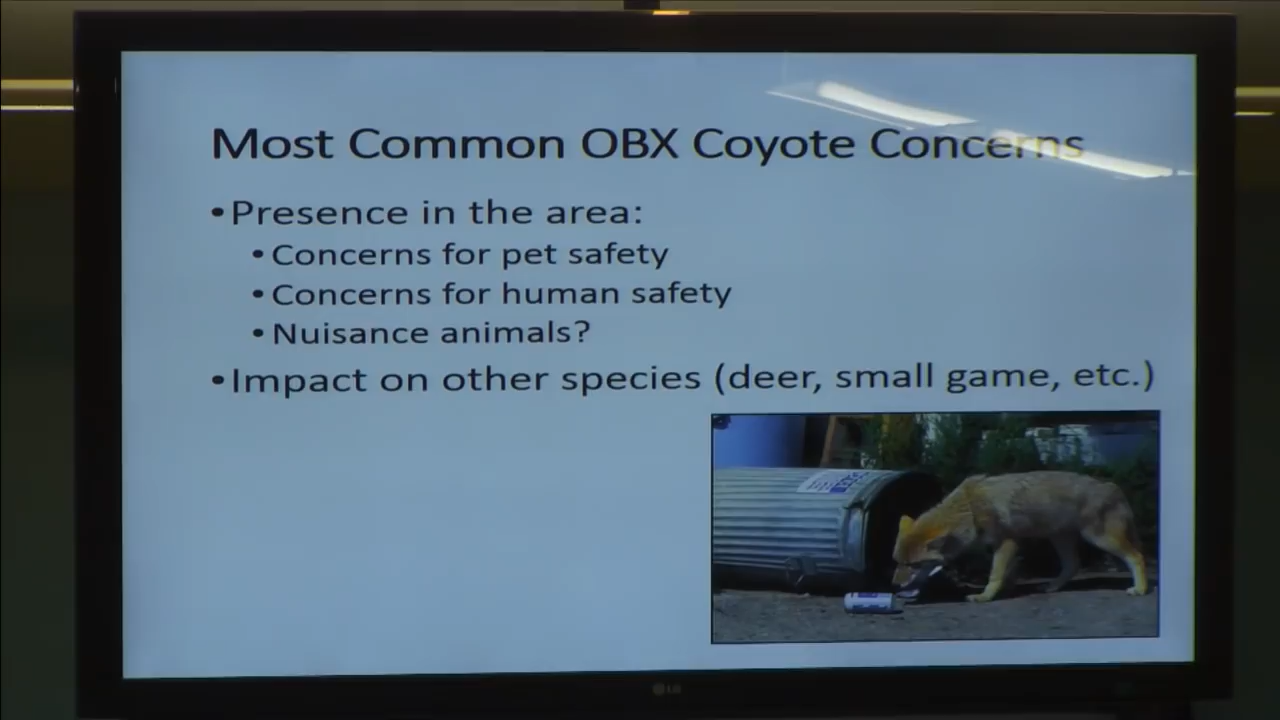 Most Common OBX Coyote Concerns
•Presence in the area:
•Concerns for pet safety
•Concerns for human safety
•Nuisance animals?
•Impact on other species (deer, small game, etc.)
LG